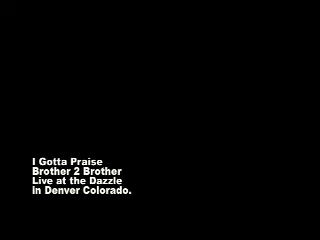 I Gotta Praise
Brother 2 Brother
Live at the Dazzle
in Denver Colorado.